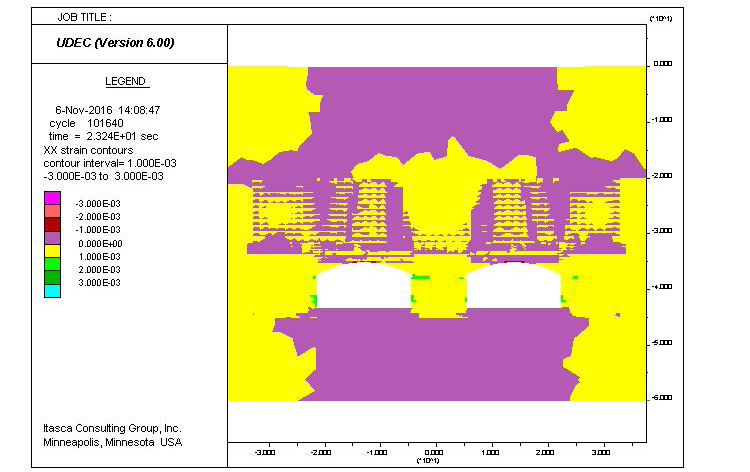 JOB TITLE :
(*10^1)
UDEC (Version 6.00)
LEGEND
6-Nov-2016 14:08:47
cycle 101640
time = 2.324E+01 sec
XX strain contours
contour interval= 1.000E-03
-3.000E-03 to 3.000E-03
-3.000E-03
-2.000E-03
-1.000E-03
0.000E+00
1.000E-03
2.000E-03
3.000E-03
0.000
-1.000
-2.000
-3.000
-4.000
-5.000
-6.000
Itasca Consulting Group, Inc.
Minneapolis, Minnesota USA
-3.000 -2.000 -1.000 0.000 1.000 2.000 3.000
(*10^1)